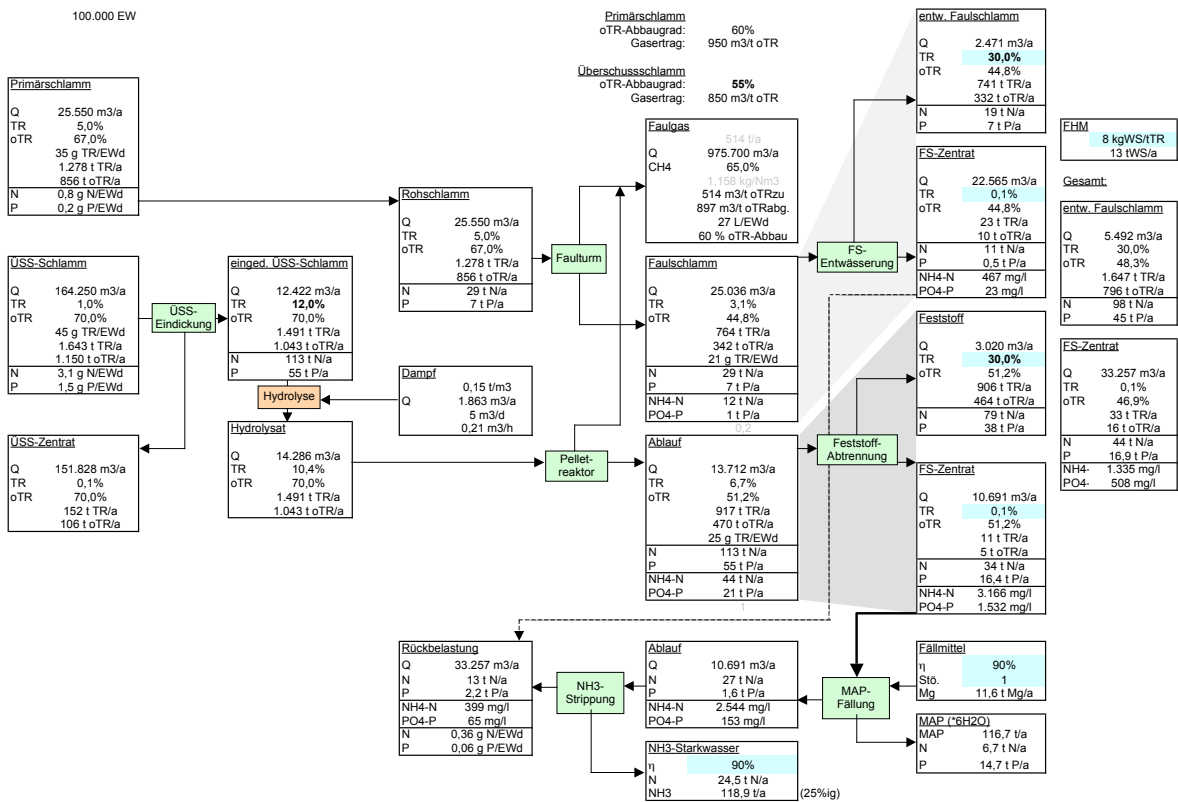 100.000 EW
Primärschlamm
oTR-Abbaugrad: 60%
Gasertrag: 950 m3/t oTR
Überschussschlamm
oTR-Abbaugrad: 55%
Gasertrag: 850 m3/t oTR
Primärschlamm
Q 25.550 m3/a
TR 5,0%
oTR 67,0%
35 g TR/EWd
1.278 t TR/a
856 t oTR/a
N 0,8 g N/EWd
P 0,2 g P/EWd
ÜSS-Schlamm
Q 164.250 m3/a
TR 1,0%
oTR 70,0%
45 g TR/EWd
1.643 t TR/a
1.150 t oTR/a
N 3,1 g N/EWd
P 1,5 g P/EWd
ÜSS-Zentrat
Q 151.828 m3/a
TR 0,1%
oTR 70,0%
152 t TR/a
106 t oTR/a
ÜSS-
Eindickung
einged. ÜSS-Schlamm
Q 12.422 m3/a
TR 12,0%
oTR 70,0%
1.491 t TR/a
1.043 t oTR/a
N 113 t N/a
P 55 t P/a
Hydrolyse
Hydrolysat
Q 14.286 m3/a
TR 10,4%
oTR 70,0%
1.491 t TR/a
1.043 t oTR/a
Rohschlamm
Q 25.550 m3/a
TR 5,0%
oTR 67,0%
1.278 t TR/a
856 t oTR/a
N 29 t N/a
P 7 t P/a
Dampf
0,15 t/m3
Q 1.863 m3/a
5 m3/d
0,21 m3/h
Faulturm
Pellet-
reaktor
Faulgas
514 t/a
Q 975.700 m3/a
CH4 65,0%
1,158 kg/Nm3
514 m3/t oTRzu
897 m3/t oTRabg.
27 L/EWd
60 % oTR-Abbau
Faulschlamm
Q 25.036 m3/a
TR 3,1%
oTR 44,8%
764 t TR/a
342 t oTR/a
21 g TR/EWd
N 29 t N/a
P 7 t P/a
NH4-N 12 t N/a
PO4-P 1 t P/a
0,2
Ablauf
Q 13.712 m3/a
TR 6,7%
oTR 51,2%
917 t TR/a
470 t oTR/a
25 g TR/EWd
N 113 t N/a
P 55 t P/a
NH4-N 44 t N/a
PO4-P 21 t P/a
1
FS-
Entwässerung
Feststoff-
Abtrennung
entw. Faulschlamm
Q 2.471 m3/a
TR 30,0%
oTR 44,8%
741 t TR/a
332 t oTR/a
N 19 t N/a
P 7 t P/a
FS-Zentrat
Q 22.565 m3/a
TR 0,1%
oTR 44,8%
23 t TR/a
10 t oTR/a
N 11 t N/a
P 0,5 t P/a
NH4-N 467 mg/l
PO4-P 23 mg/l
Feststoff
Q 3.020 m3/a
TR 30,0%
oTR 51,2%
906 t TR/a
464 t oTR/a
N 79 t N/a
P 38 t P/a
FS-Zentrat
Q 10.691 m3/a
TR 0,1%
oTR 51,2%
11 t TR/a
5 t oTR/a
N 34 t N/a
P 16,4 t P/a
NH4-N 3.166 mg/l
PO4-P 1.532 mg/l
FHM
8 kgWS/tTR
13 tWS/a
Gesamt:
entw. Faulschlamm
Q 5.492 m3/a
TR 30,0%
oTR 48,3%
1.647 t TR/a
796 t oTR/a
N 98 t N/a
P 45 t P/a
FS-Zentrat
Q 33.257 m3/a
TR 0,1%
oTR 46,9%
33 t TR/a
16 t oTR/a
N 44 t N/a
P 16,9 t P/a
NH4- 1.335 mg/l
PO4- 508 mg/l
Rückbelastung
Q 33.257 m3/a
N 13 t N/a
P 2,2 t P/a
NH4-N 399 mg/l
PO4-P 65 mg/l
N 0,36 g N/EWd
P 0,06 g P/EWd
NH3-
Strippung
Ablauf
Q 10.691 m3/a
N 27 t N/a
P 1,6 t P/a
NH4-N 2.544 mg/l
PO4-P 153 mg/l
NH3-Starkwasser
η 90%
N 24,5 t N/a
NH3 118,9 t/a (25%ig)
MAP-
Fällung
Fällmittel
η 90%
Stö. 1
Mg 11,6 t Mg/a
MAP (*6H2O)
MAP 116,7 t/a
N 6,7 t N/a
P 14,7 t P/a